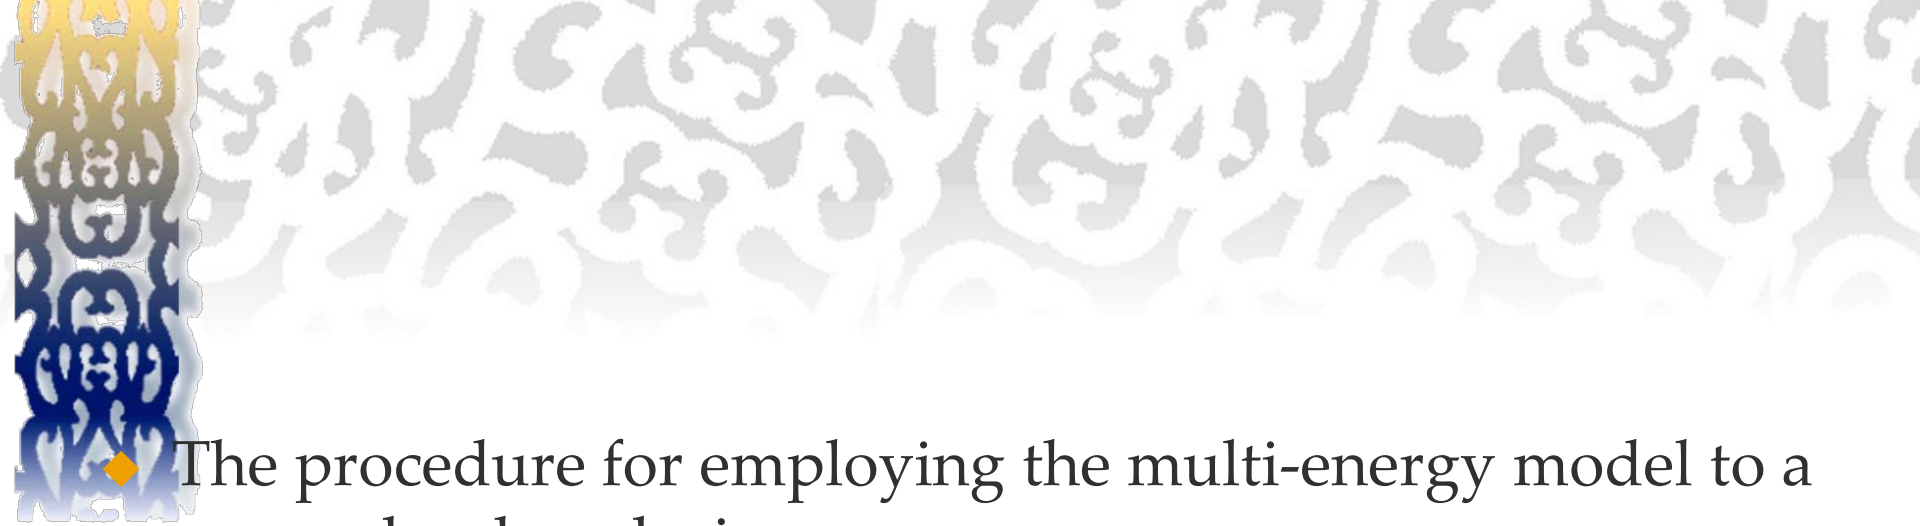 The procedure for employing the multi-energy model to a